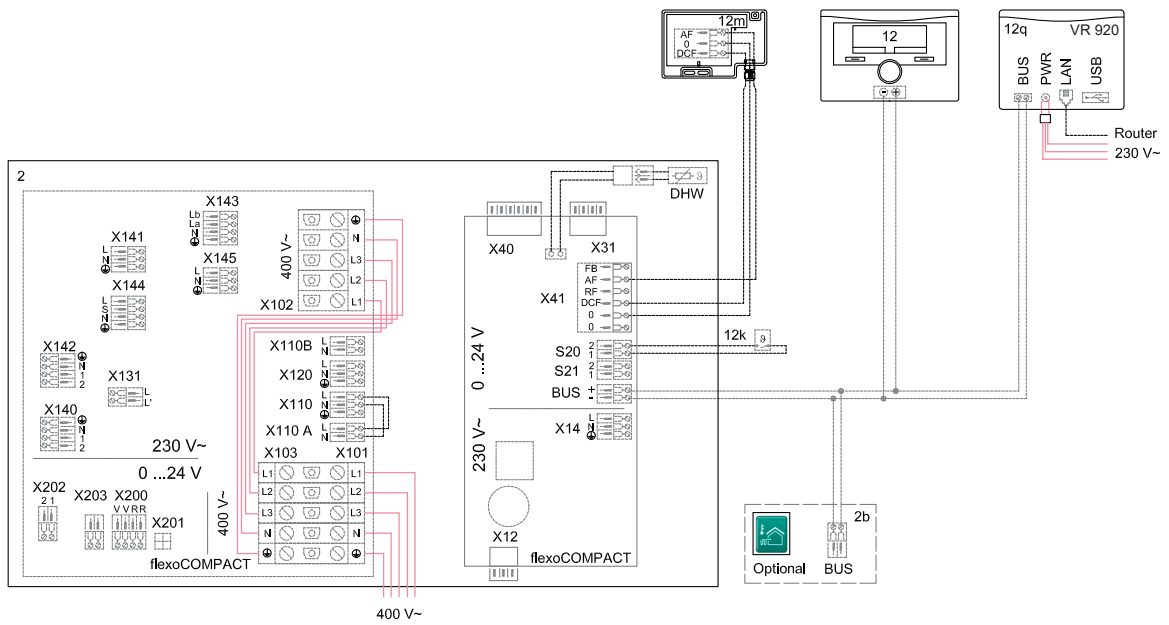 12m
AF
0
DCF
12
12q
VR 920
BUS
PWR
LAN
USB
Router
230 V~
2
DHW
X143
Lb
La
N
X141
L
N
X145
L
N
X144
L
S
N
400 V~
N
L3
L2
L1
X102
X40
X31
X41
FB
AF
RF
DCF
0
0
0 ...24 V
12k
S20
2
1
S21
2
1
BUS
+
-
X14
L
N
230 V~
X12
flexoCOMPACT
X142
N
1
2
X131
L
L'
X140
N
1
2
230 V~
0 ...24 V
X110B
L
N
X120
L
N
X110
L
N
X110 A
L
N
X103
X101
L1
L1
L2
L2
L3
L3
N
N
400 V~
X202
2 1
X203
X200
V V R R
X201
flexoCOMPACT
400 V~
2b
Optional
BUS